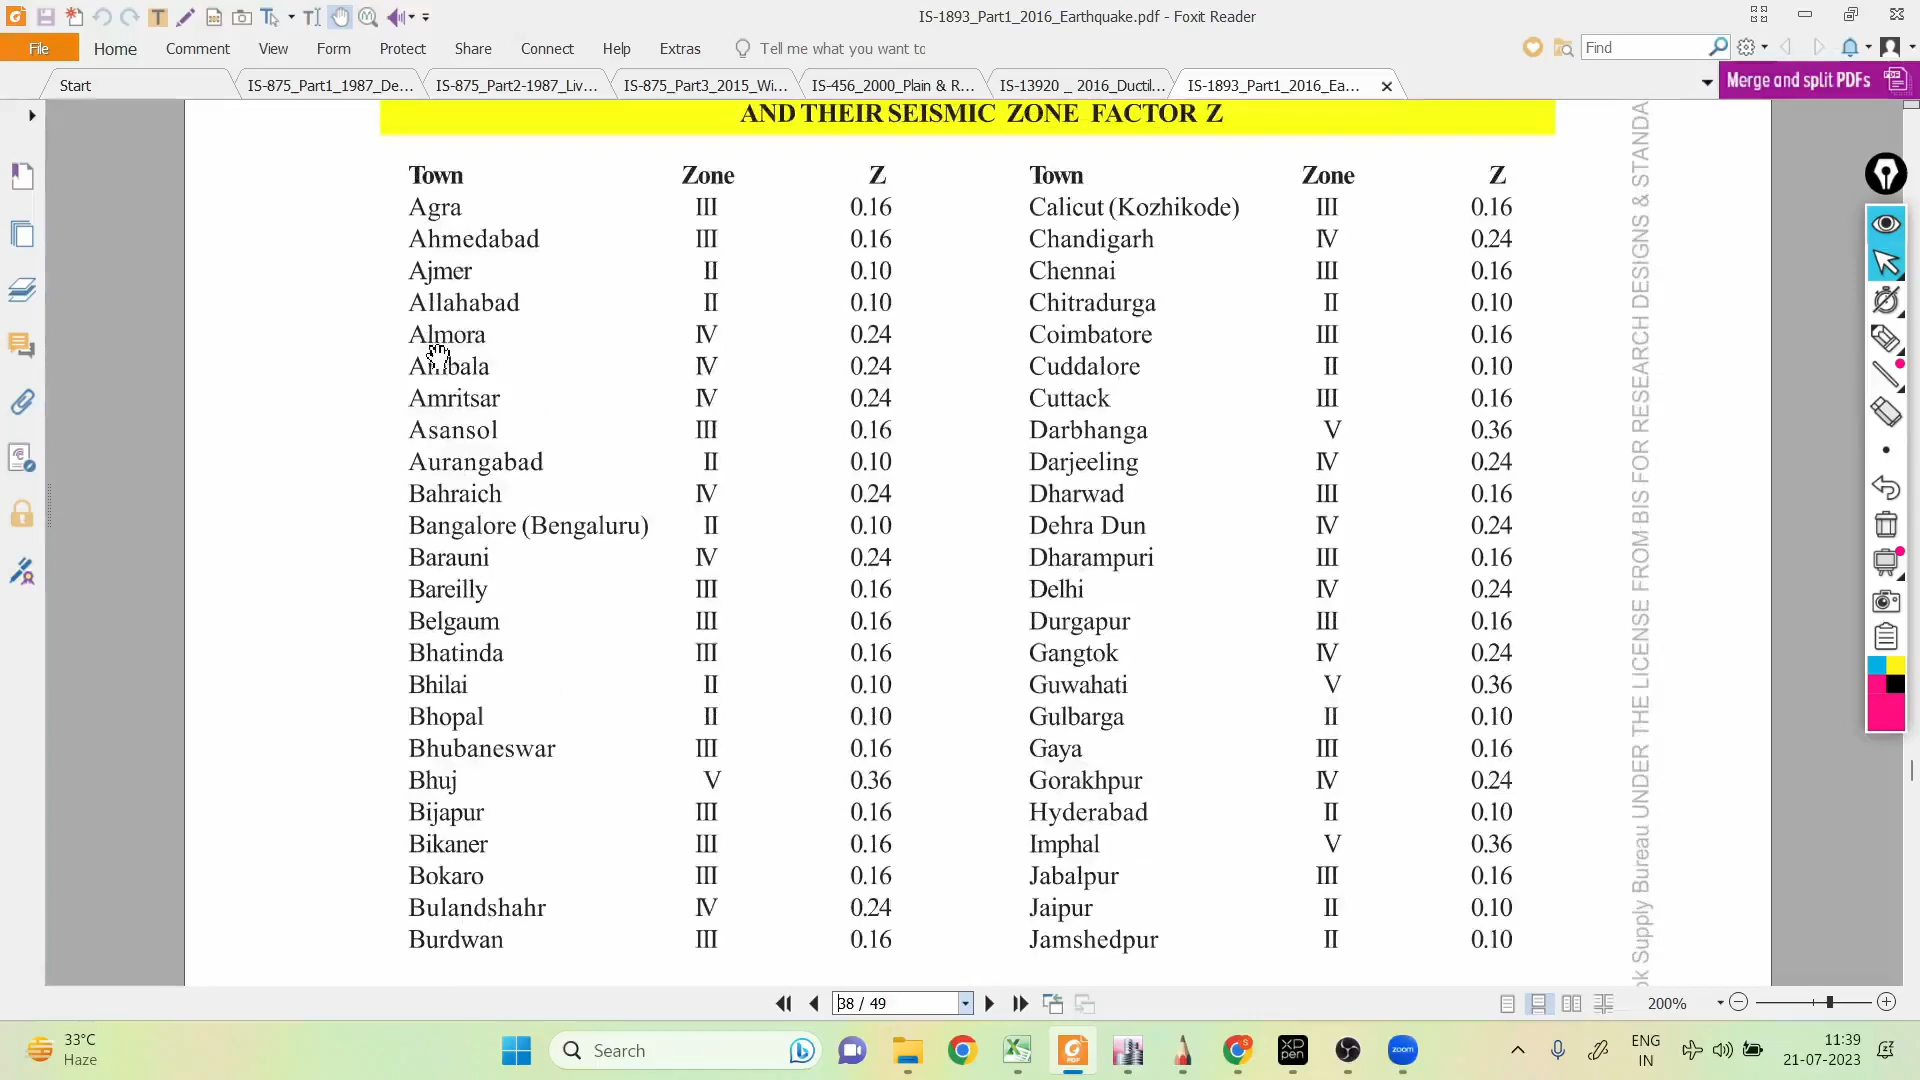 IS-1893_Part1_2016_Earthquake.pdf - Foxit Reader
File Home Comment View Form Protect Share Connect Help Extras Tell me what you want to Find
Start IS-875_Part1_1987_De... IS-875_Part2-1987_Liv... IS-875_Part3_2015_Wi... IS-456_2000_Plain & R... IS-13920 _ 2016_Ductil... IS-1893_Part1_2016_Ea... Merge and split PDFs
AND THEIR SEISMIC ZONE FACTOR Z
Town Zone Z Town Zone Z
Agra III 0.16 Calicut (Kozhikode) III 0.16
Ahmedabad III 0.16 Chandigarh IV 0.24
Ajmer II 0.10 Chennai III 0.16
Allahabad II 0.10 Chitradurga II 0.10
Almora IV 0.24 Coimbatore III 0.16
Ambala IV 0.24 Cuddalore II 0.10
Amritsar IV 0.24 Cuttack III 0.16
Asansol III 0.16 Darbhanga V 0.36
Aurangabad II 0.10 Darjeeling IV 0.24
Bahraich IV 0.24 Dharwad III 0.16
Bangalore (Bengaluru) II 0.10 Dehra Dun IV 0.24
Barauni IV 0.24 Dharampuri III 0.16
Bareilly III 0.16 Delhi IV 0.24
Belgaum III 0.16 Durgapur III 0.16
Bhatinda III 0.16 Gangtok IV 0.24
Bhilai II 0.10 Guwahati V 0.36
Bhopal II 0.10 Gulbarga II 0.10
Bhubaneswar III 0.16 Gaya III 0.16
Bhuj V 0.36 Gorakhpur IV 0.24
Bijapur III 0.16 Hyderabad II 0.10
Bikaner III 0.16 Imphal V 0.36
Bokaro III 0.16 Jabalpur III 0.16
Bulandshahr IV 0.24 Jaipur II 0.10
Burdwan III 0.16 Jamshedpur II 0.10
ok Supply Bureau UNDER THE LICENSE FROM BIS FOR RESEARCH DESIGNS & STANDA
38 / 49 200%
33°C
Haze
Search
zoom
XP
pen
ENG
IN
11:39
21-07-2023